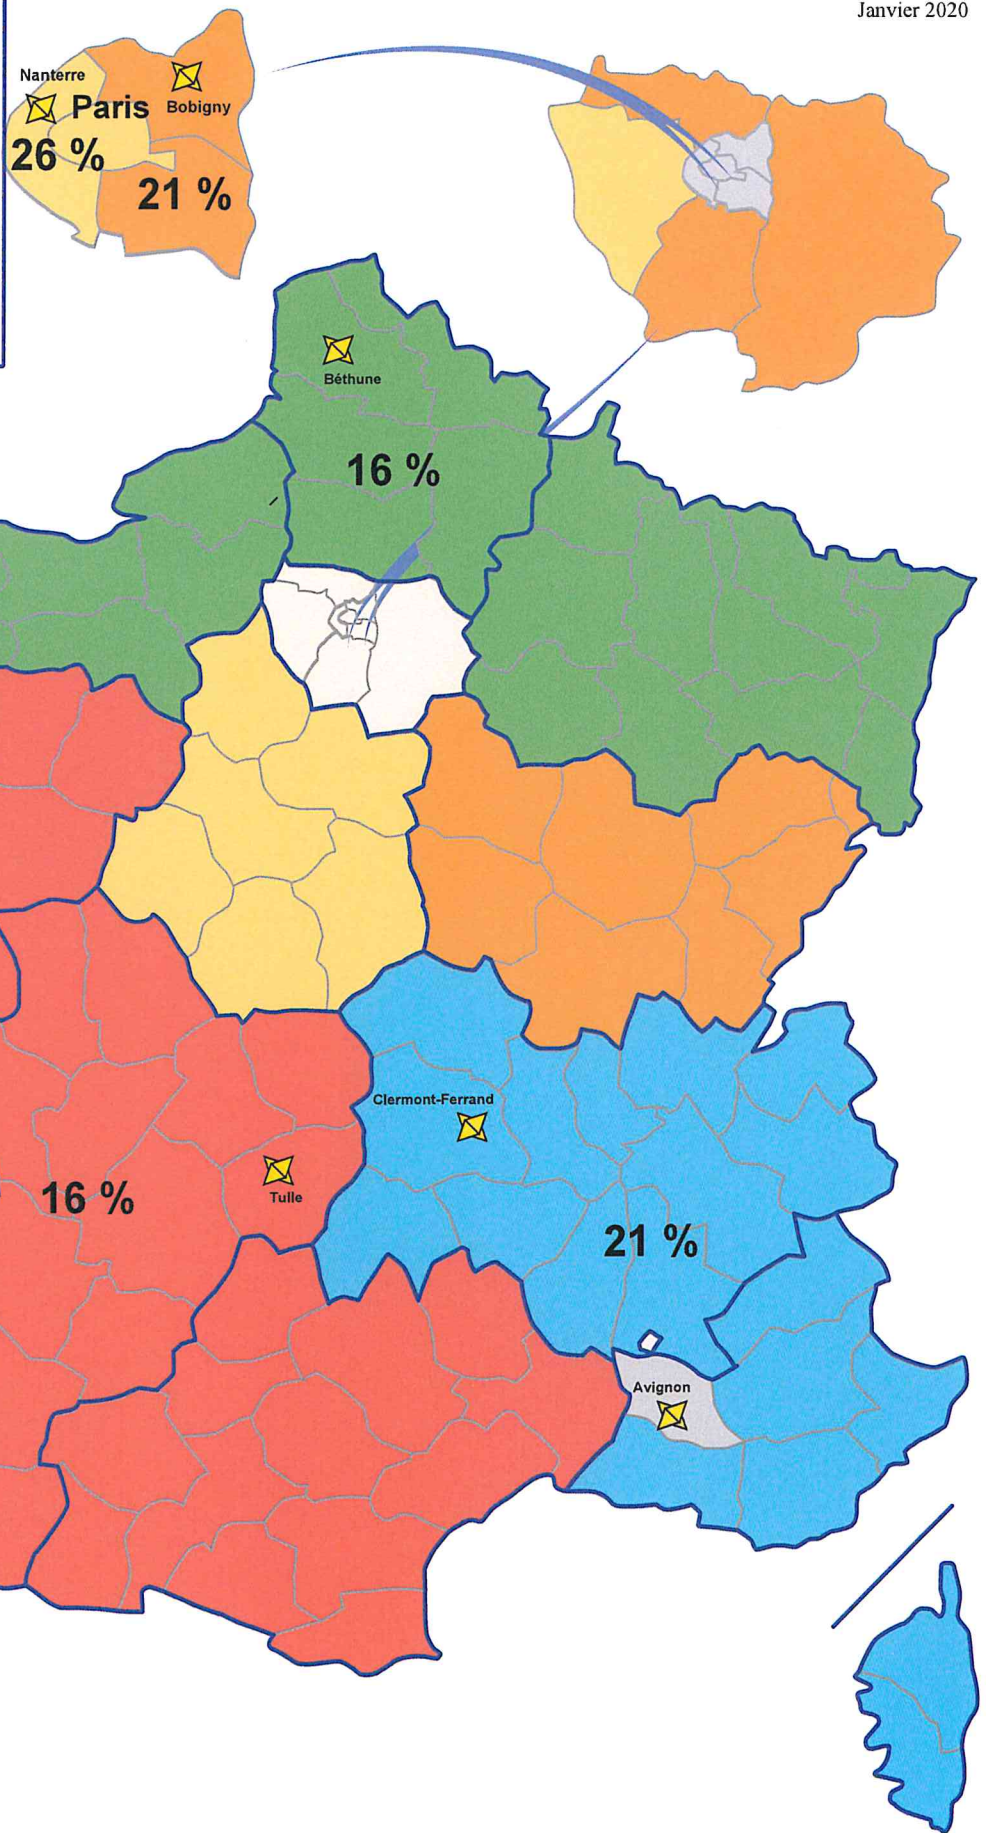 Janvier 2020
Nanterre
Paris
Bobigny
26 %
21 %
Béthune
16 %
Clermont-Ferrand
Tulle
16 %
21 %
Avignon